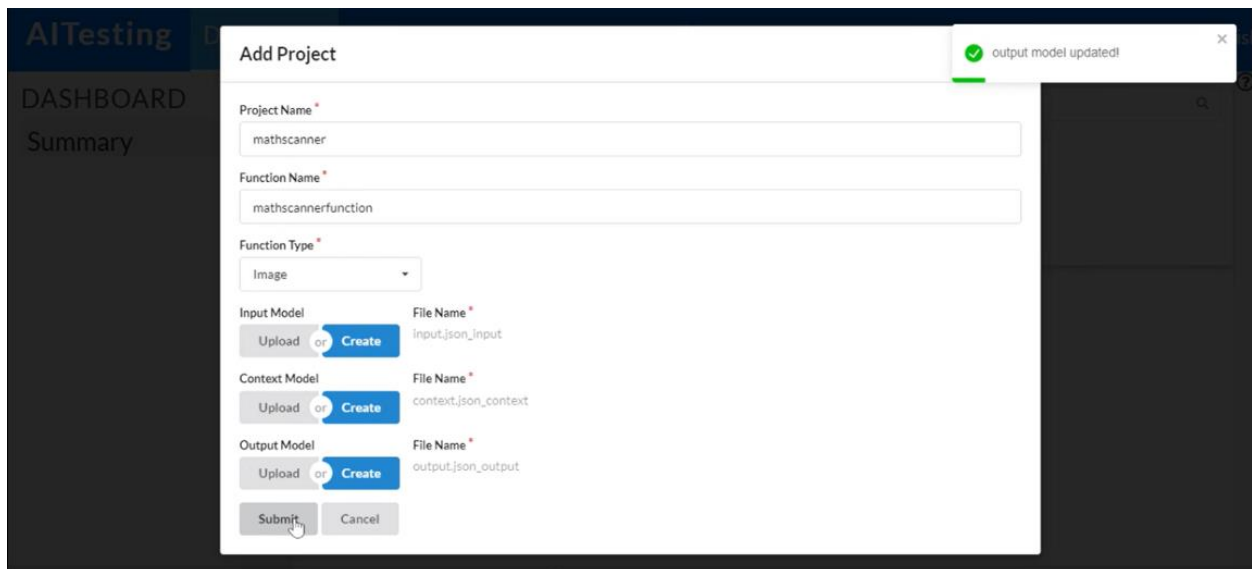 AITesting
DASHBOARD
Summary
output model updated!
Add Project
Project Name *
mathscanner
Function Name *
mathscannerfunction
Function Type *
Image
Input Model File Name *
Upload or Create input.json_input
Context Model File Name *
Upload or Create context.json_context
Output Model File Name *
Upload or Create output.json_output
Submit Cancel